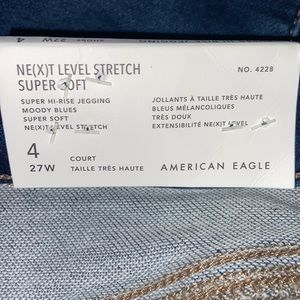 NE(X)T LEVEL STRETCH
SUPER SOFT
NO. 4228
SUPER HI-RISE JEGGING
MOODY BLUES
SUPER SOFT
NE(X)T LEVEL STRETCH
JOLLANTS À TAILLE TRÈS HAUTE
BLEUS MÉLANCOLIQUES
TRÈS DOUX
EXTENSIBILITÉ NE(X)T LEVEL
4
27W
COURT
TAILLE TRÈS HAUTE
AMERICAN EAGLE